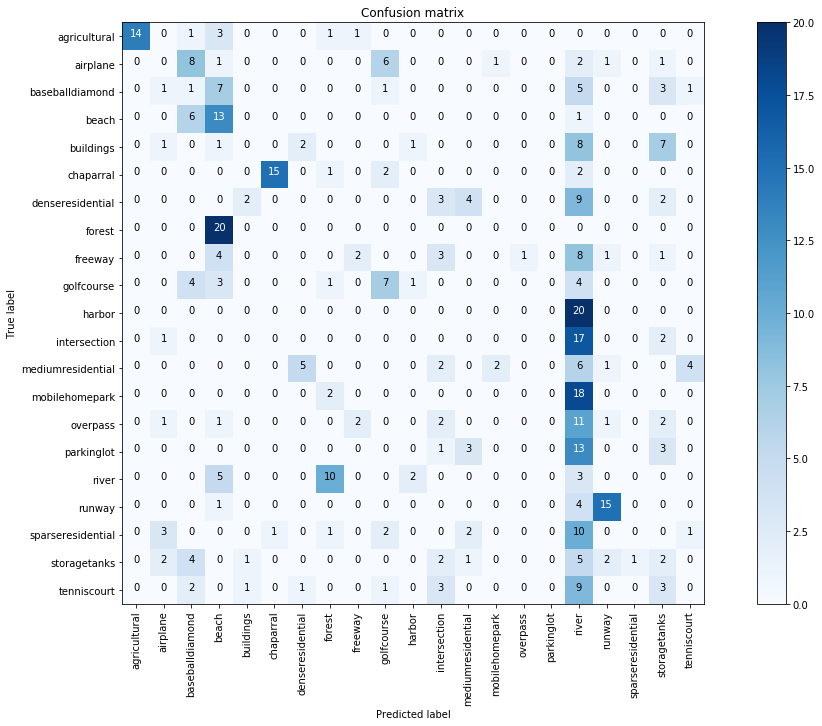 Confusion matrix
True label
agricultural 14 0 1 3 0 0 0 1 1 0 0 0 0 0 0 0 0 0 0 0 0
airplane 0 0 8 1 0 0 0 0 0 6 0 0 0 1 0 0 2 1 0 1 0
baseballdiamond 0 1 1 7 0 0 0 0 0 1 0 0 0 0 0 0 5 0 0 3 1
beach 0 0 6 13 0 0 0 0 0 0 0 0 0 0 0 0 1 0 0 0 0
buildings 0 1 0 1 0 0 2 0 0 0 1 0 0 0 0 0 8 0 0 7 0
chaparral 0 0 0 0 0 15 0 1 0 2 0 0 0 0 0 0 2 0 0 0 0
denseresidential 0 0 0 0 2 0 0 0 0 0 0 3 4 0 0 0 9 0 0 2 0
forest 0 0 0 20 0 0 0 0 0 0 0 0 0 0 0 0 0 0 0 0 0
freeway 0 0 0 4 0 0 0 0 2 0 0 3 0 0 1 0 8 1 0 1 0
golfcourse 0 0 4 3 0 0 0 1 0 7 1 0 0 0 0 0 4 0 0 0 0
harbor 0 0 0 0 0 0 0 0 0 0 0 0 0 0 0 0 20 0 0 0 0
intersection 0 1 0 0 0 0 0 0 0 0 0 0 0 0 0 0 17 0 0 2 0
mediumresidential 0 0 0 0 0 0 5 0 0 0 0 2 0 2 0 0 6 1 0 0 4
mobilehomepark 0 0 0 0 0 0 0 2 0 0 0 0 0 0 0 0 18 0 0 0 0
overpass 0 1 0 1 0 0 0 0 2 0 0 2 0 0 0 0 11 1 0 2 0
parkinglot 0 0 0 0 0 0 0 0 0 0 0 1 3 0 0 0 13 0 0 3 0
river 0 0 0 5 0 0 0 10 0 0 2 0 0 0 0 0 3 0 0 0 0
runway 0 0 0 1 0 0 0 0 0 0 0 0 0 0 0 0 4 15 0 0 0
sparseresidential 0 3 0 0 0 1 0 1 0 2 0 0 2 0 0 0 10 0 0 0 1
storagetanks 0 2 4 0 1 0 0 0 0 0 0 2 1 0 0 0 5 2 1 2 0
tenniscourt 0 0 2 0 1 0 1 0 0 1 0 3 0 0 0 0 9 0 0 3 0
agricultural
airplane
baseballdiamond
beach
buildings
chaparral
denseresidential
forest
freeway
golfcourse
harbor
intersection
mediumresidential
mobilehomepark
overpass
parkinglot
river
runway
sparseresidential
storagetanks
tenniscourt
Predicted label
20.0
17.5
15.0
12.5
10.0
7.5
5.0
2.5
0.0